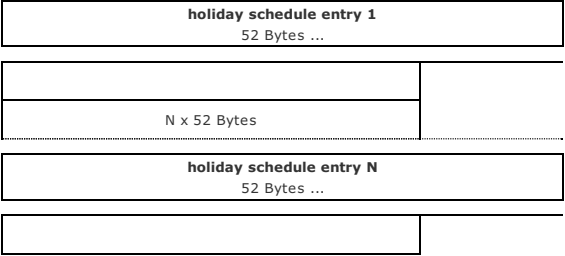 holiday schedule entry 1
52 Bytes ...
N x 52 Bytes
holiday schedule entry N
52 Bytes ...